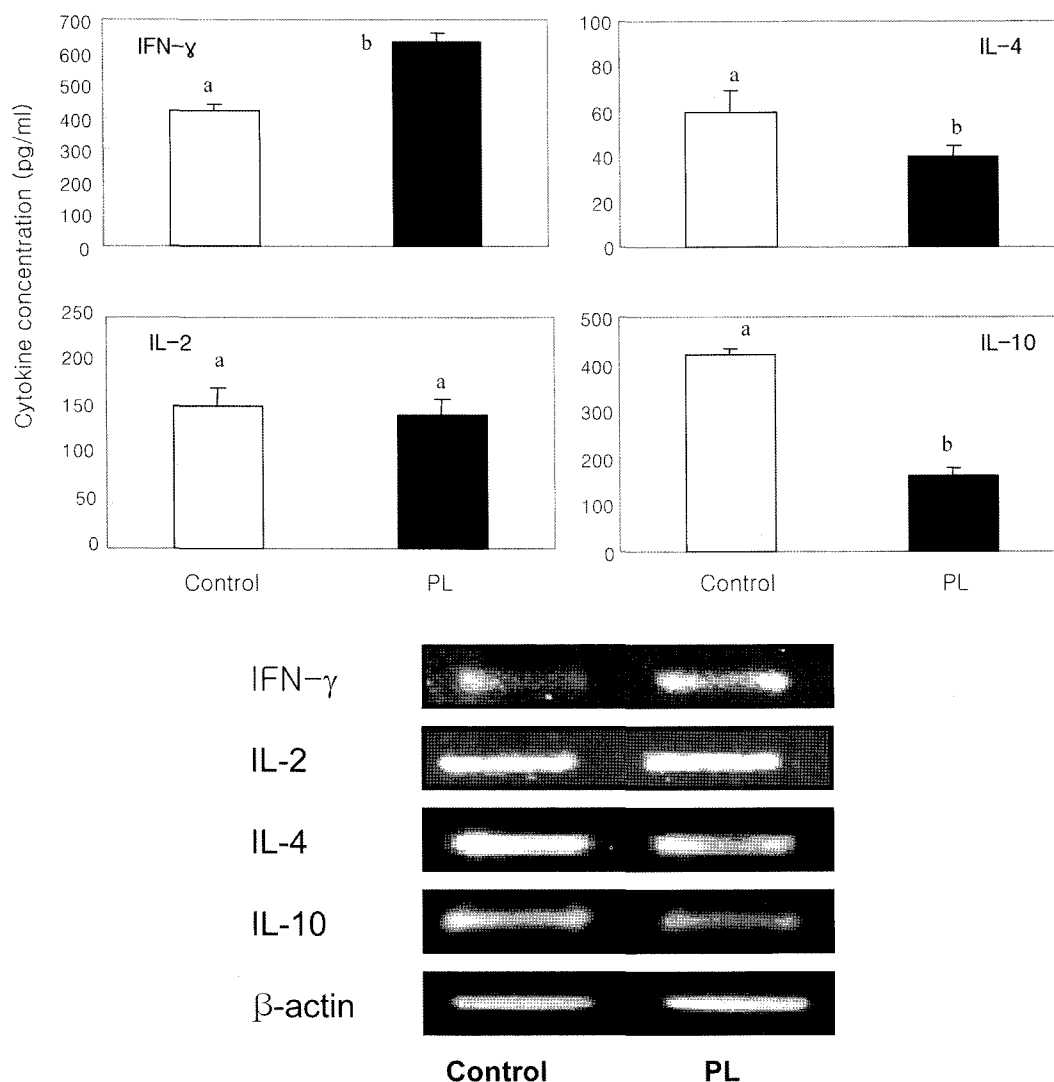 Cytokine concentration (pg/ml)
700
600
500
400
300
200
100
0
IFN-ɣ
a
b
100
80
60
40
20
0
IL-4
a
b
250
200
150
100
50
0
IL-2
a
a
Control PL
500
400
300
200
100
0
IL-10
a
b
Control PL
IFN-γ
IL-2
IL-4
IL-10
β-actin
Control PL